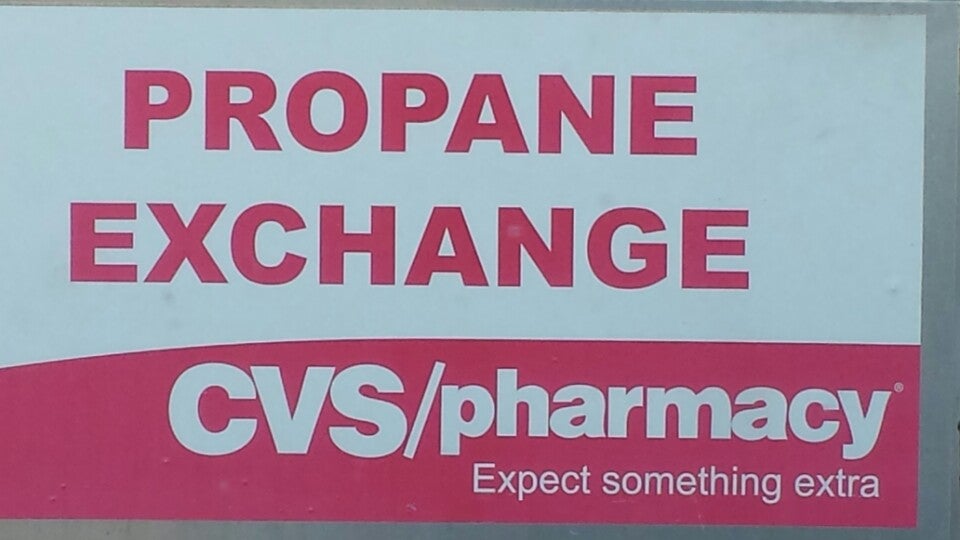 PROPANE
EXCHANGE
CVS/pharmacy®
Expect something extra